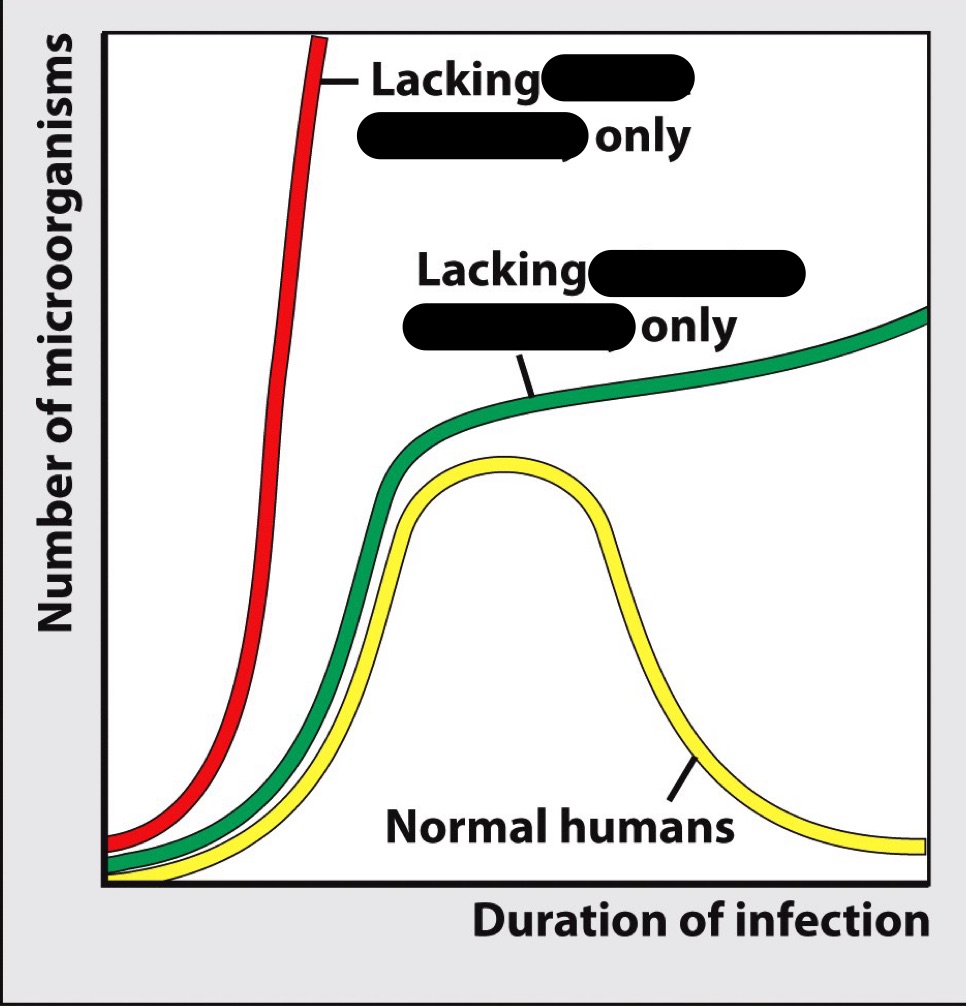 Number of microorganisms
Lacking
only
Lacking
only
Normal humans
Duration of infection